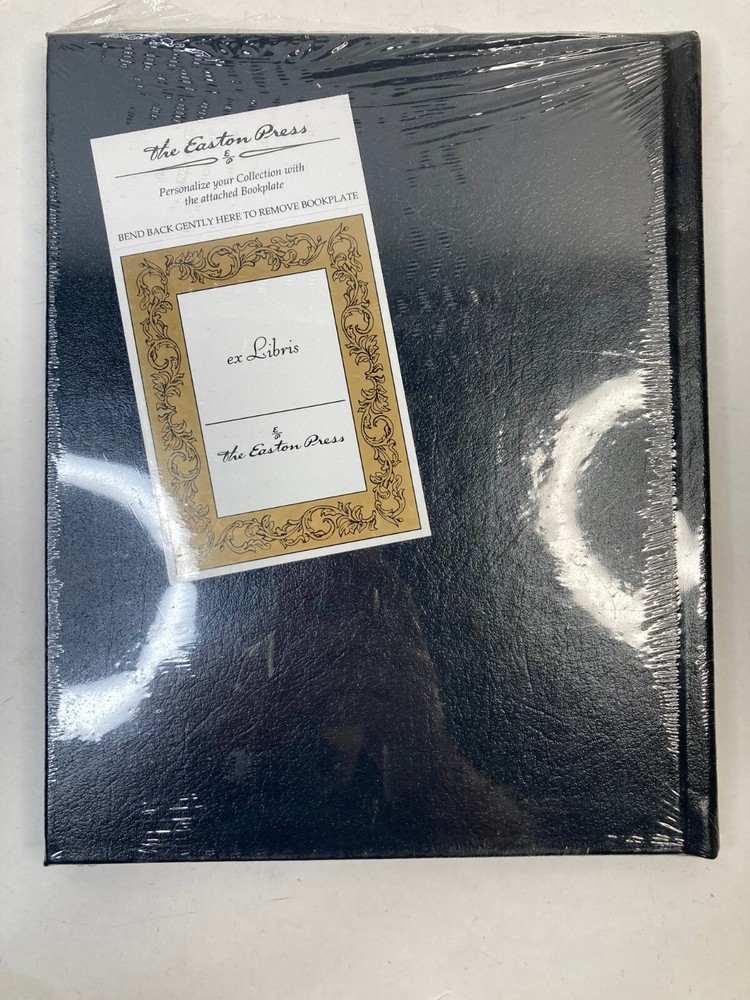 the Easton Press
Personalize your Collection with
the attached Bookplate
BEND BACK GENTLY HERE TO REMOVE BOOKPLATE
ex Libris
the Easton Press